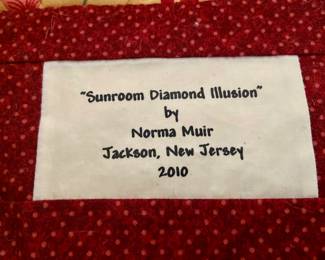 "Sunroom Diamond Illusion"
by
Norma Muir
Jackson, New Jersey
2010